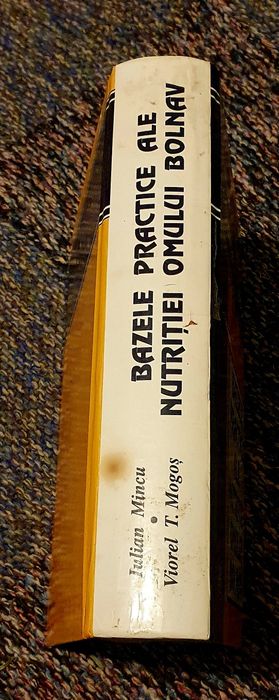 Iulian Mincu
Viorel T. Mogoș
BAZELE PRACTICE ALE
NUTRIȚIEI OMULUI BOLNAV